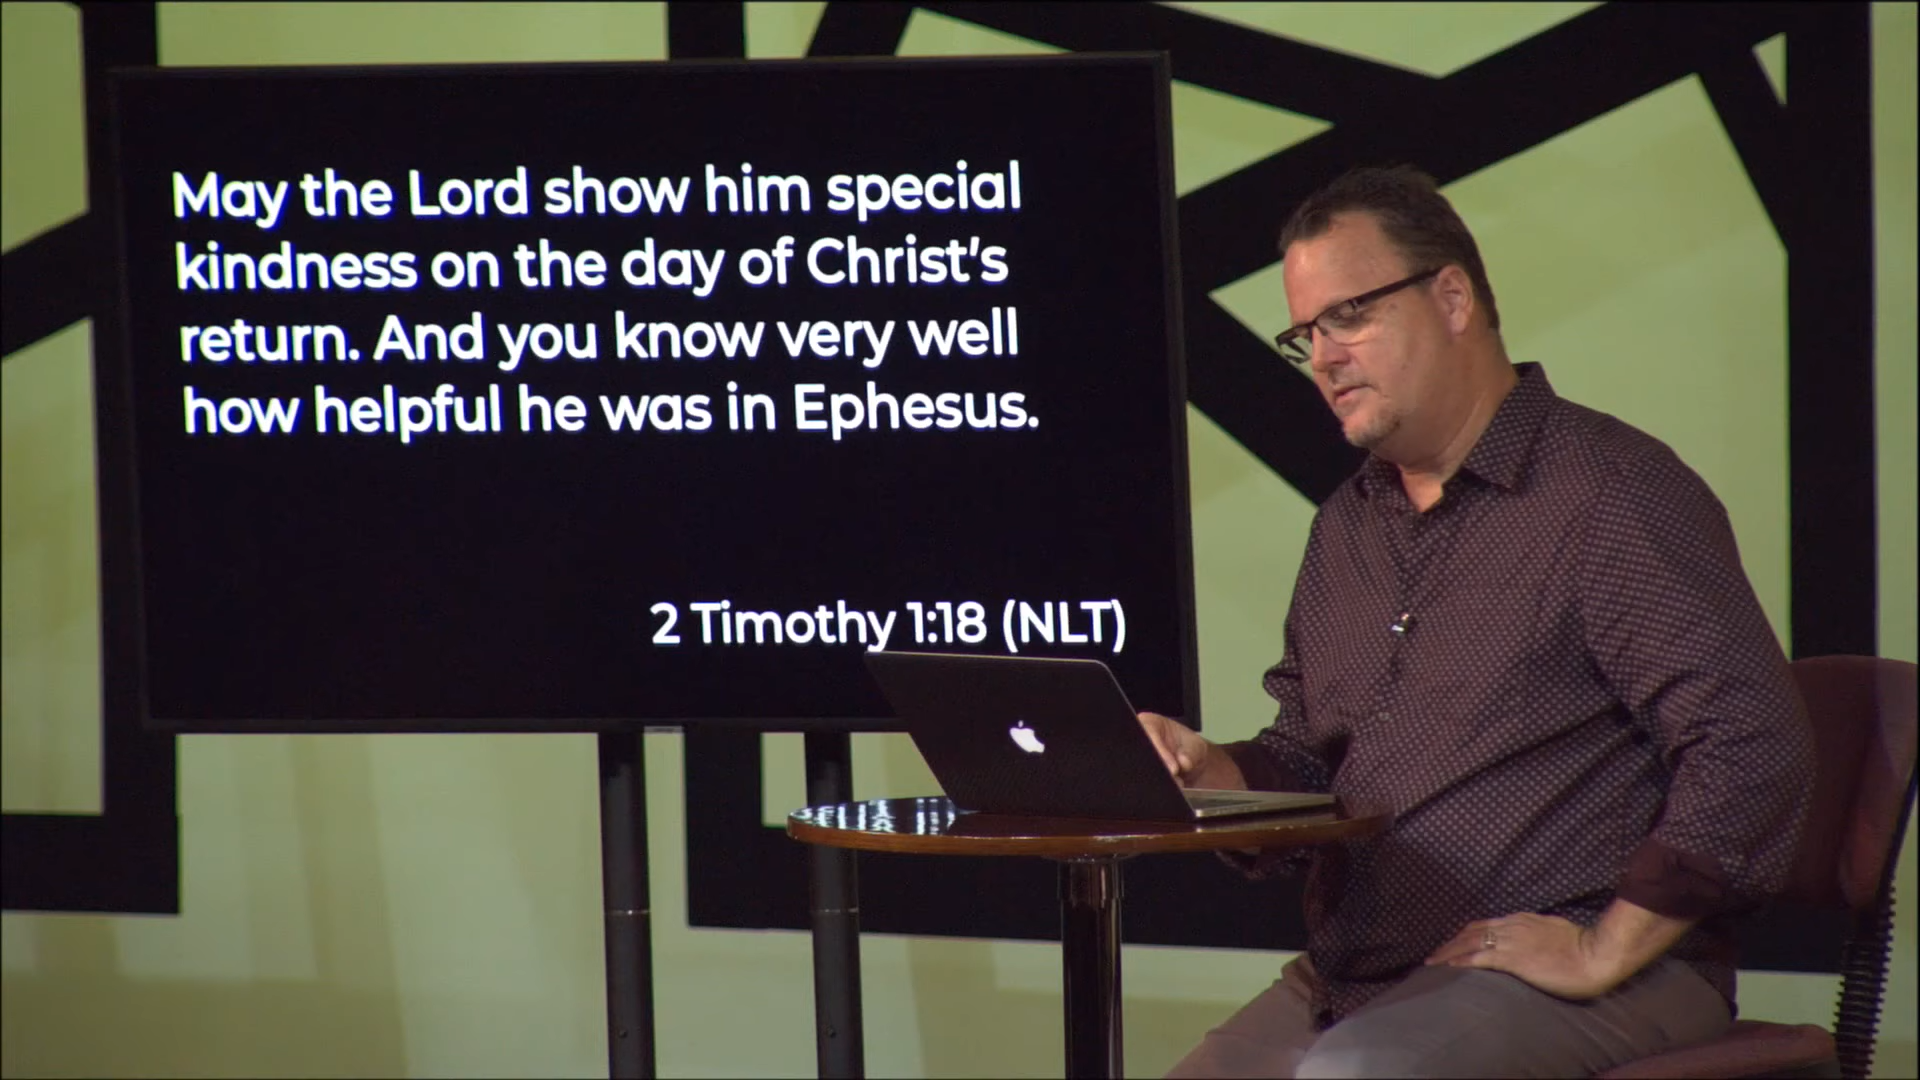 May the Lord show him special
kindness on the day of Christ's
return. And you know very well
how helpful he was in Ephesus.
2 Timothy 1:18 (NLT)